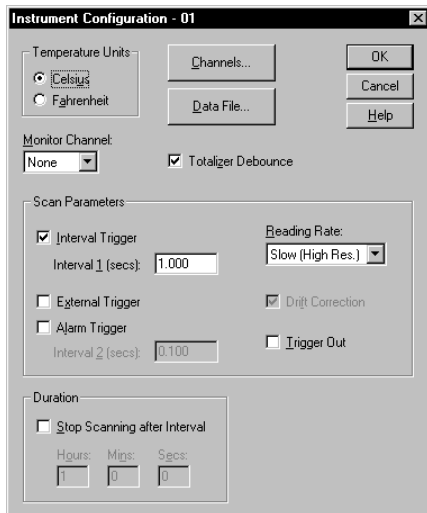 Instrument Configuration - 01
Temperature Units
Celsius
Fahrenheit
Channels...
Data File...
OK
Cancel
Help
Monitor Channel:
None
Totalizer Debounce
Scan Parameters
Interval Trigger
Interval 1 (secs): 1.000
Reading Rate:
Slow (High Res.)
External Trigger
Drift Correction
Alarm Trigger
Interval 2 (secs): 0.100
Trigger Out
Duration
Stop Scanning after Interval
Hours: Mins: Secs:
1 0 0